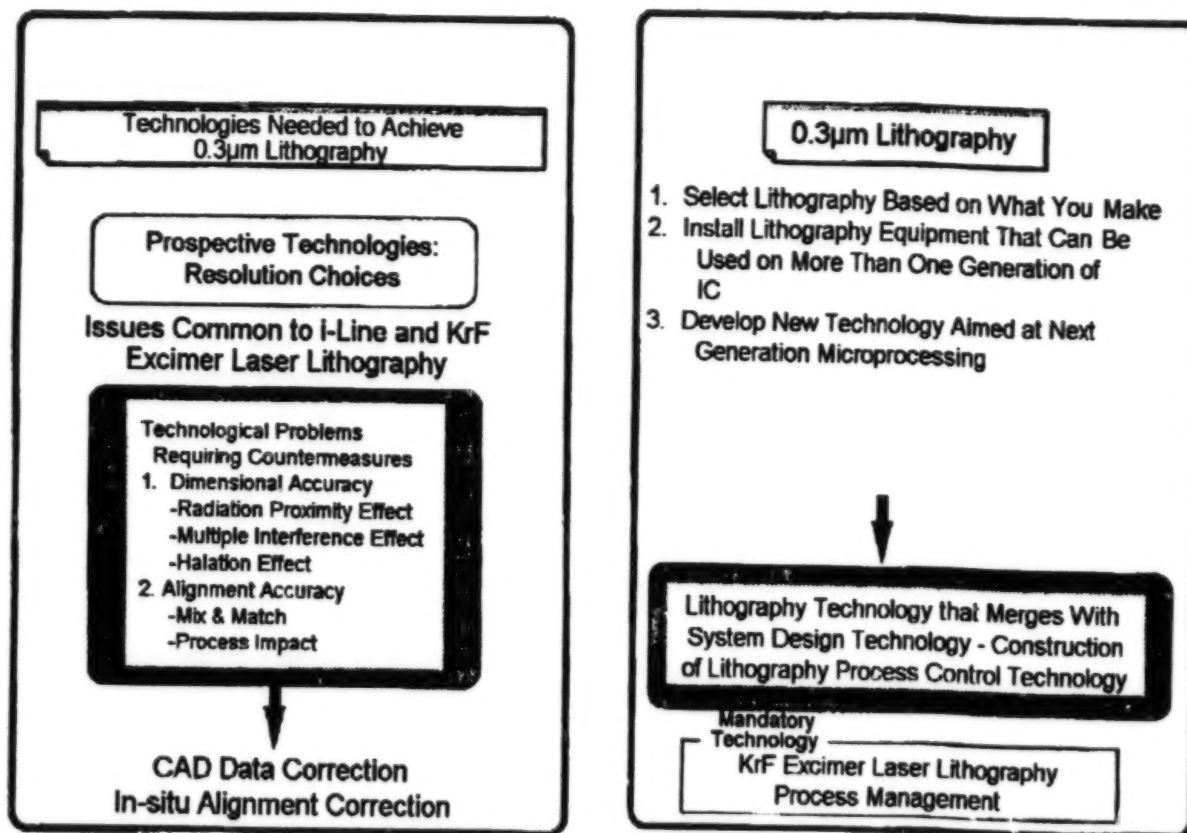 Technologies Needed to Achieve
0.3µm Lithography
Prospective Technologies:
Resolution Choices
Issues Common to i-Line and KrF
Excimer Laser Lithography
Technological Problems
Requiring Countermeasures
1. Dimensional Accuracy
-Radiation Proximity Effect
-Multiple Interference Effect
-Halation Effect
2. Alignment Accuracy
-Mix & Match
-Process Impact
CAD Data Correction
In-situ Alignment Correction
0.3µm Lithography
1. Select Lithography Based on What You Make
2. Install Lithography Equipment That Can Be
Used on More Than One Generation of
IC
3. Develop New Technology Aimed at Next
Generation Microprocessing
Lithography Technology that Merges With
System Design Technology - Construction
of Lithography Process Control Technology
Mandatory
Technology
KrF Excimer Laser Lithography
Process Management